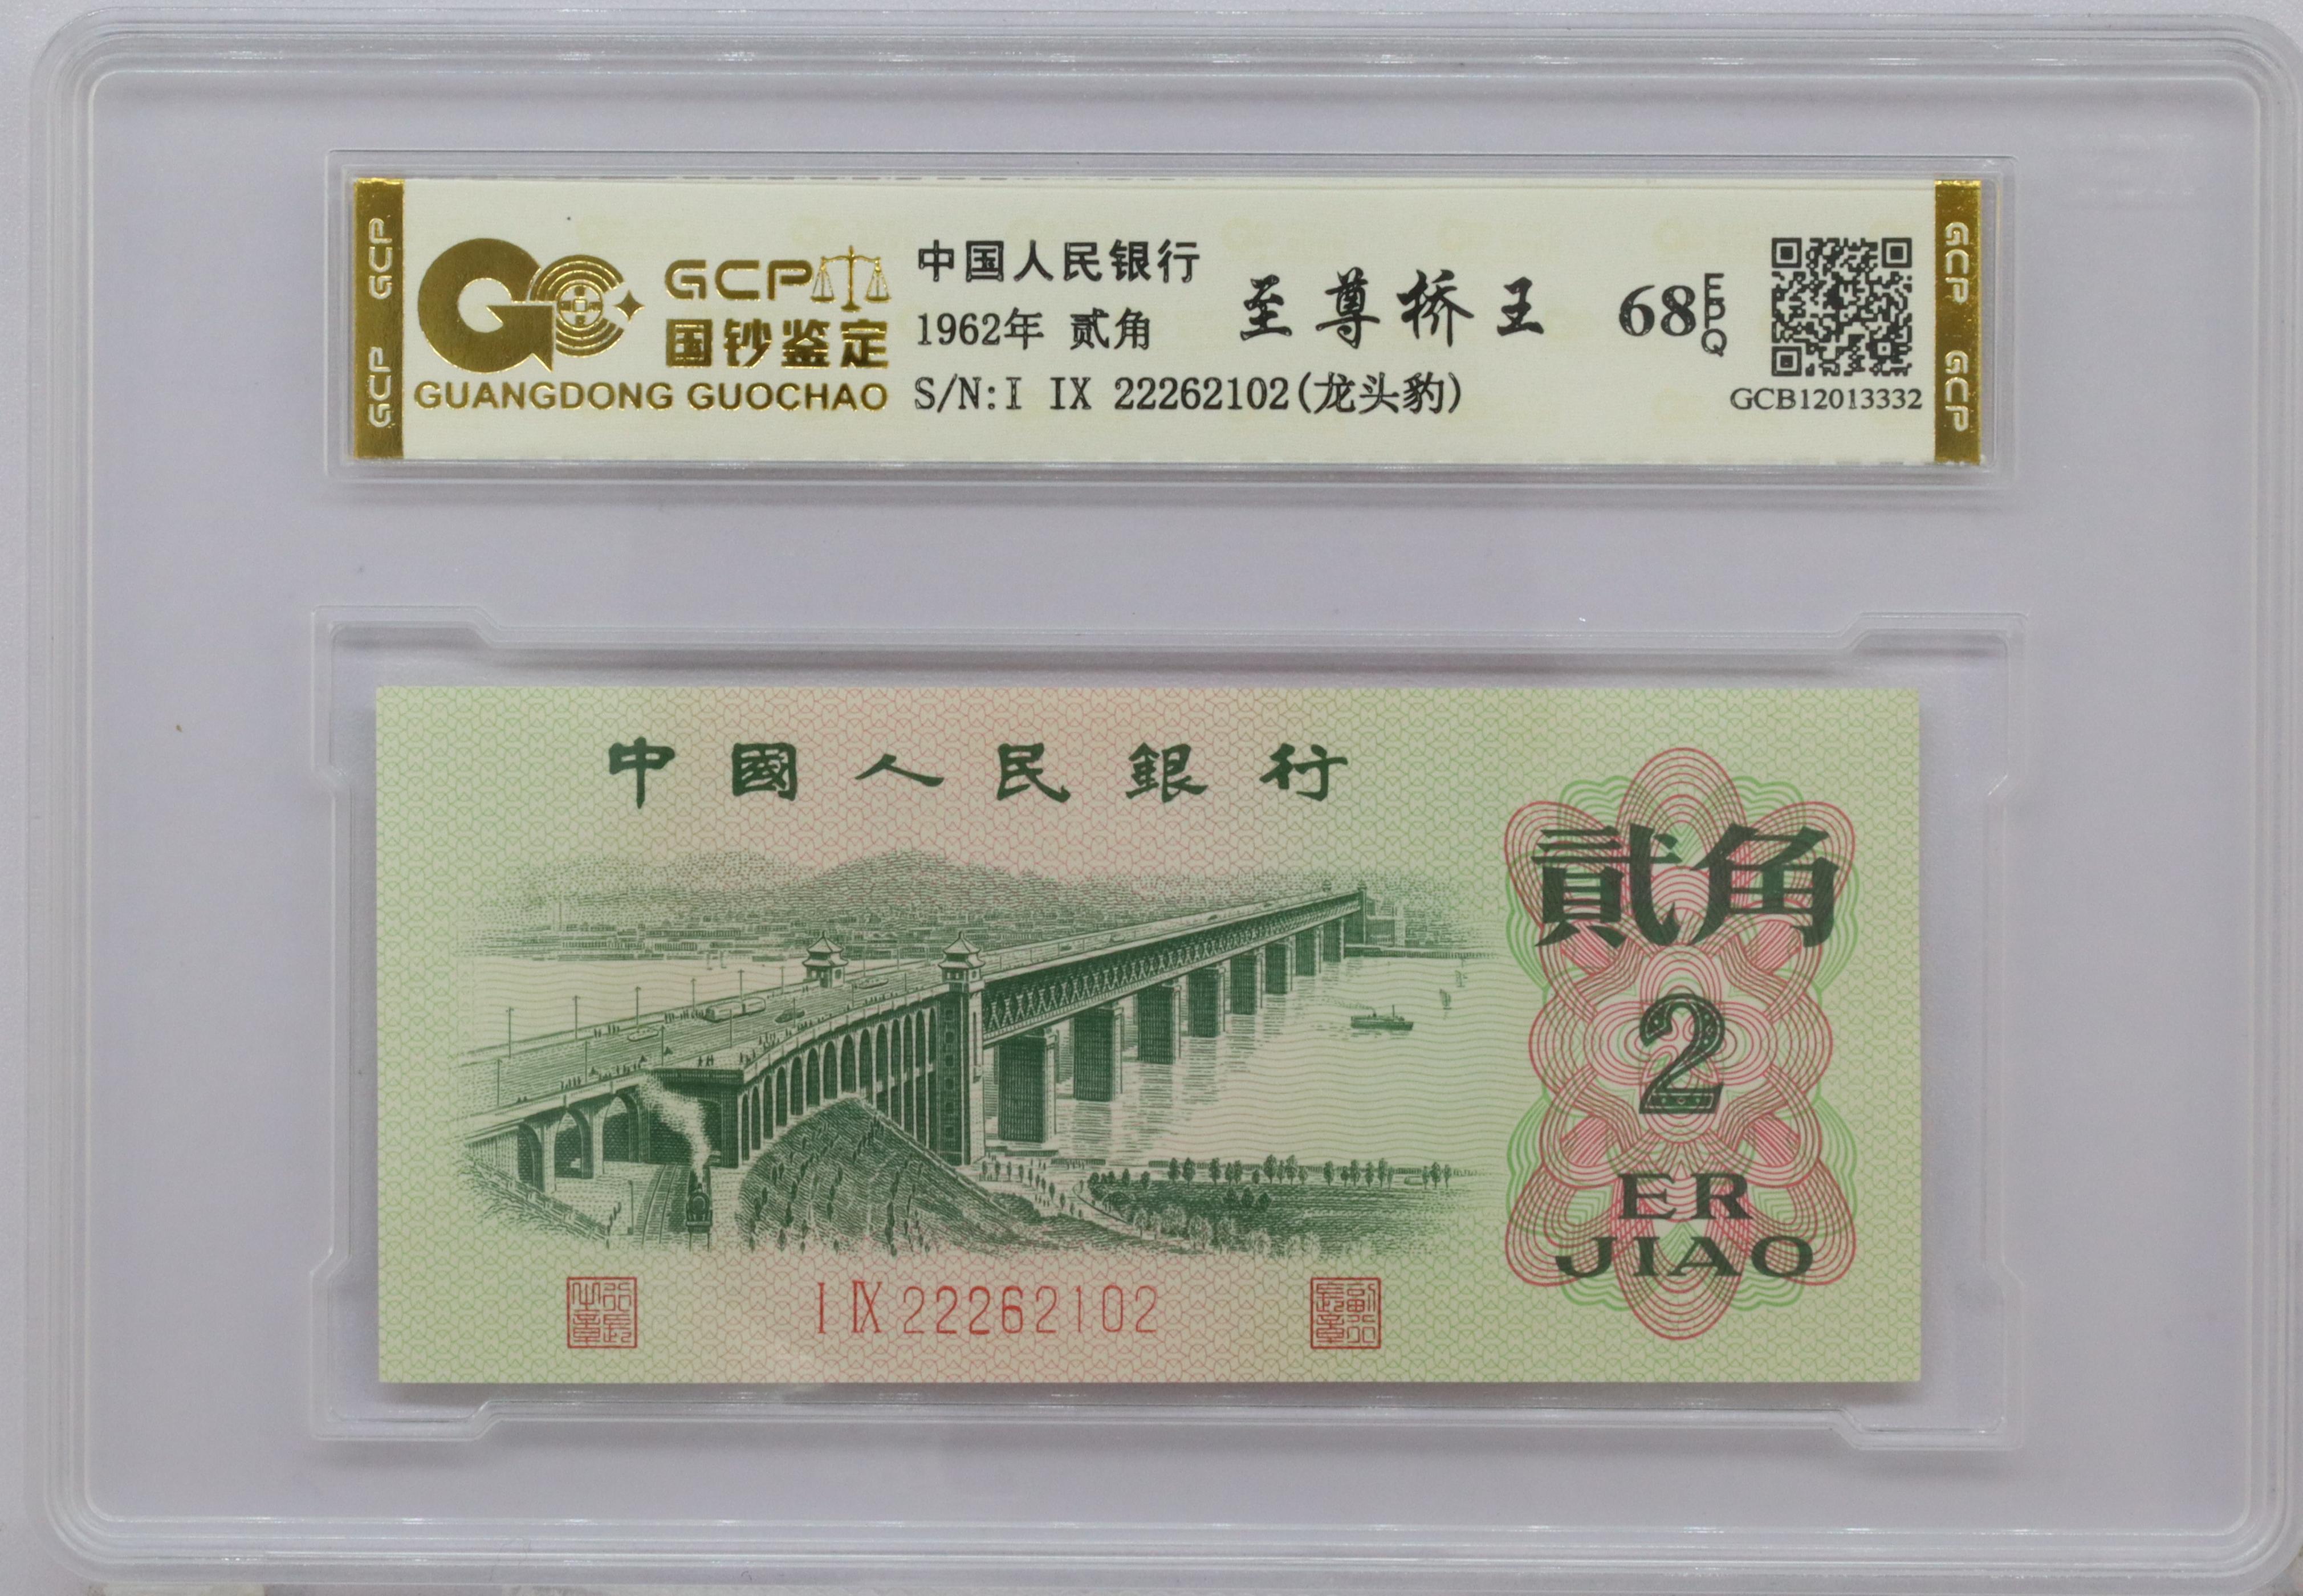 GCP GCP
GCP
国钞鉴定
GUANGDONG GUOCHAO
中国人民银行
1962年 贰角
S/N:I IX 22262102(龙头豹)
至尊桥王
68 EPQ
GCB12013332
GCP GCP
中國人民銀行
貳角
2
ER
JIAO
I IX 22262102